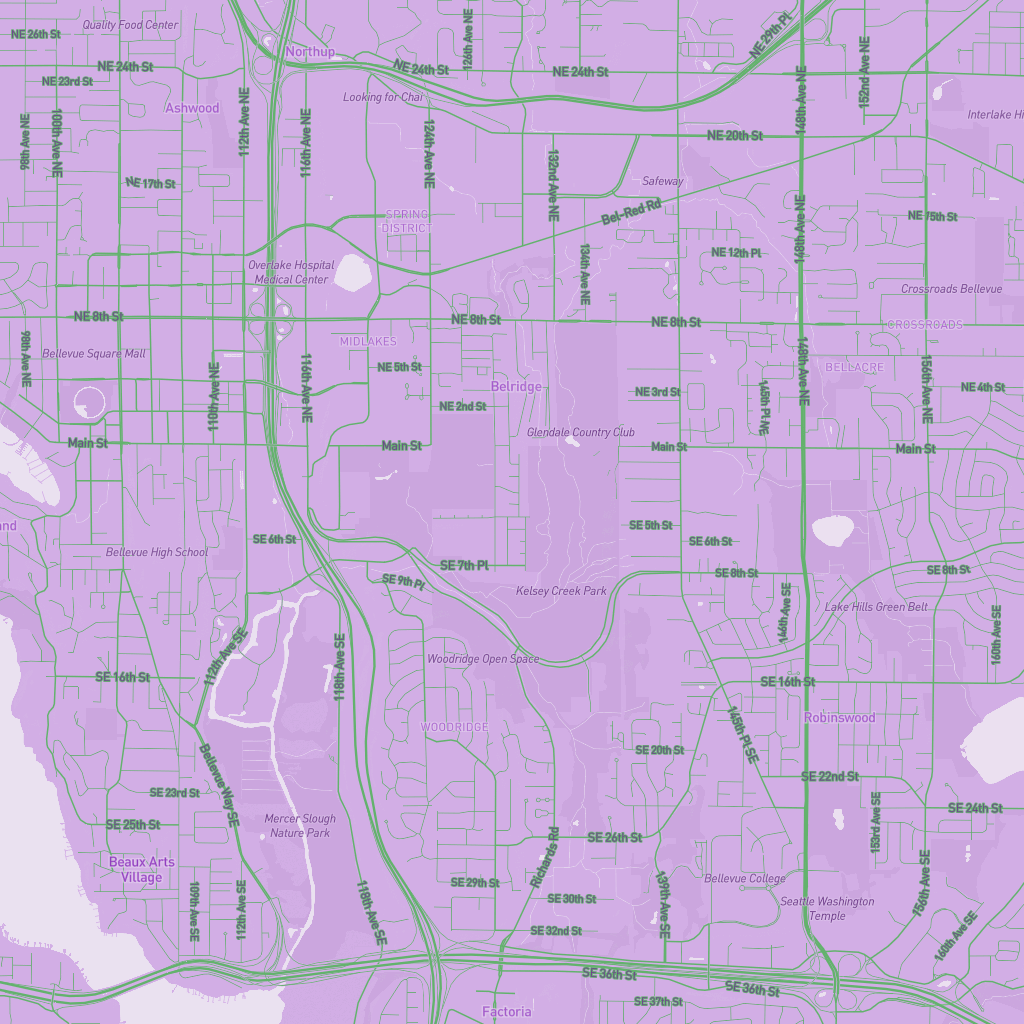 Quality Food Center
NE 26th St
126th Ave NE
NE 29th Pl
Northup
NE 24th St
NE 24th St
NE 24th St
152nd Ave NE
NE 23rd St
148th Ave NE
Looking for Chai
Ashwood
112th Ave NE
100th Ave NE
98th Ave NE
116th Ave NE
124th Ave NE
132nd Ave NE
NE 20th St
Interlake Hi
NE 17th St
Safeway
Bel-Red Rd
SPRING
DISTRICT
148th Ave NE
NE 15th St
NE 12th Pl
134th Ave NE
Overlake Hospital
Medical Center
Crossroads Bellevue
NE 8th St
NE 8th St
NE 8th St
CROSSROADS
98th Ave NE
Bellevue Square Mall
MIDLAKES
110th Ave NE
116th Ave NE
NE 5th St
148th Ave NE
BELLACRE
156th Ave NE
Belridge
NE 3rd St
145th Pl NE
NE 4th St
NE 2nd St
Glendale Country Club
Main St
Main St
Main St
Main St
and
SE 6th St
SE 5th St
SE 6th St
Bellevue High School
SE 7th Pl
SE 9th Pl
SE 8th St
SE 8th St
Kelsey Creek Park
146th Ave SE
Lake Hills Green Belt
160th Ave SE
112th Ave SE
118th Ave SE
Woodridge Open Space
SE 16th St
SE 16th St
WOODRIDGE
145th Pl SE
Robinswood
SE 20th St
Bellevue Way SE
SE 22nd St
SE 23rd St
SE 24th St
SE 25th St
Mercer Slough
Nature Park
153rd Ave SE
SE 26th St
Richards Rd
Beaux Arts
Village
109th Ave SE
112th Ave SE
118th Ave SE
SE 29th St
SE 30th St
139th Ave SE
Bellevue College
156th Ave SE
Seattle Washington
Temple
160th Ave SE
SE 32nd St
SE 36th St
SE 36th St
SE 37th St
Factoria